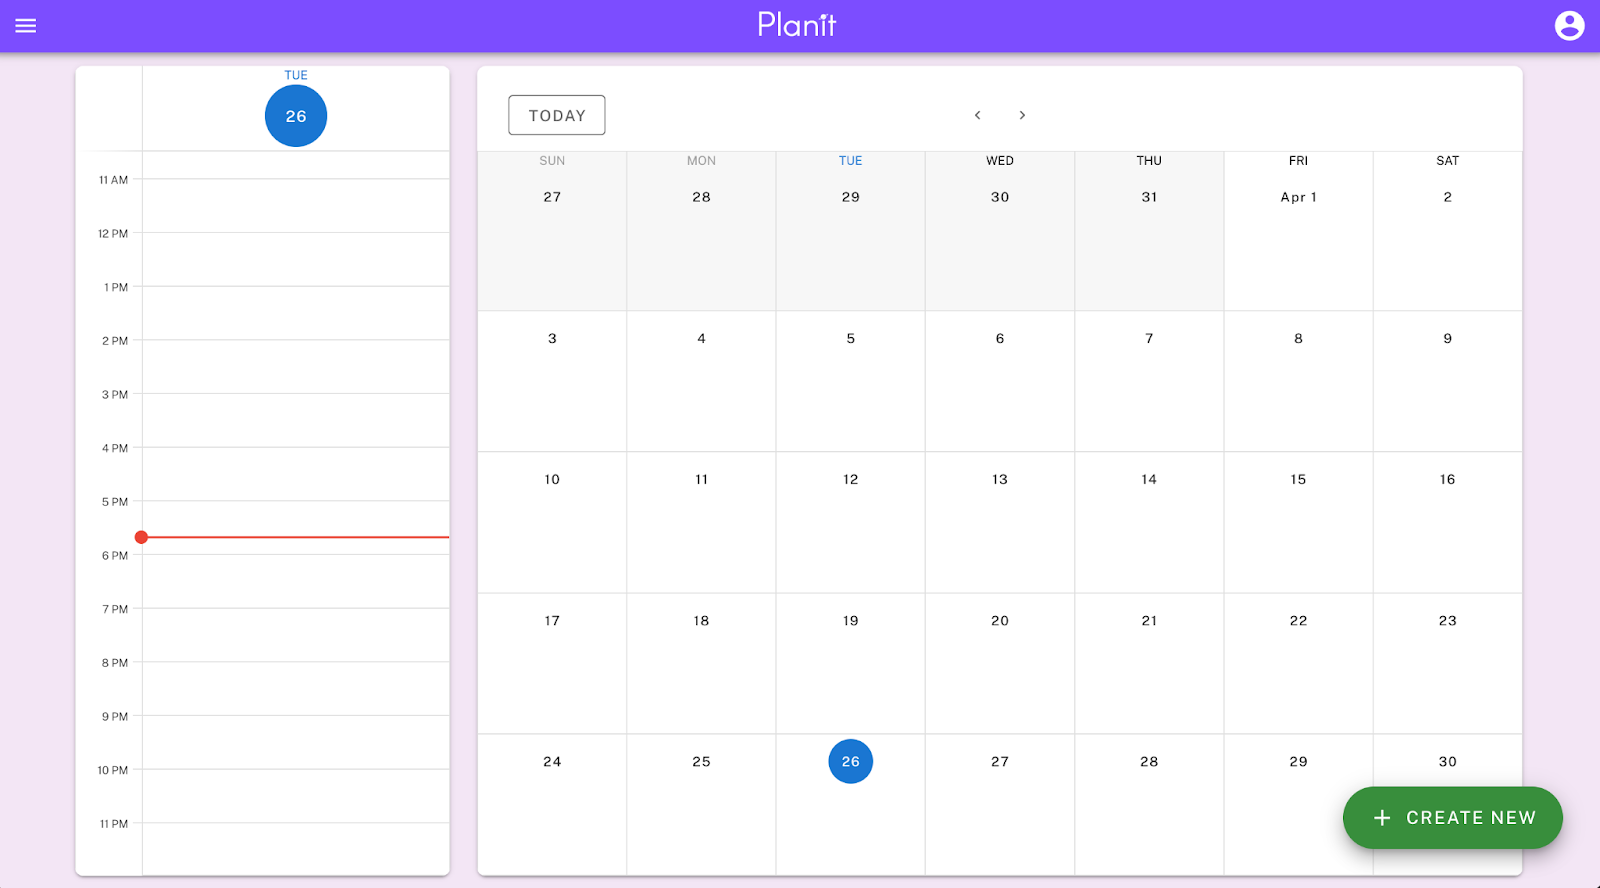 Planit
TUE
26
11 AM
12 PM
1 PM
2 PM
3 PM
4 PM
5 PM
6 PM
7 PM
8 PM
9 PM
10 PM
11 PM
TODAY
SUN MON TUE WED THU FRI SAT
27 28 29 30 31 Apr 1 2
3 4 5 6 7 8 9
10 11 12 13 14 15 16
17 18 19 20 21 22 23
24 25 26 27 28 29 30
+ CREATE NEW